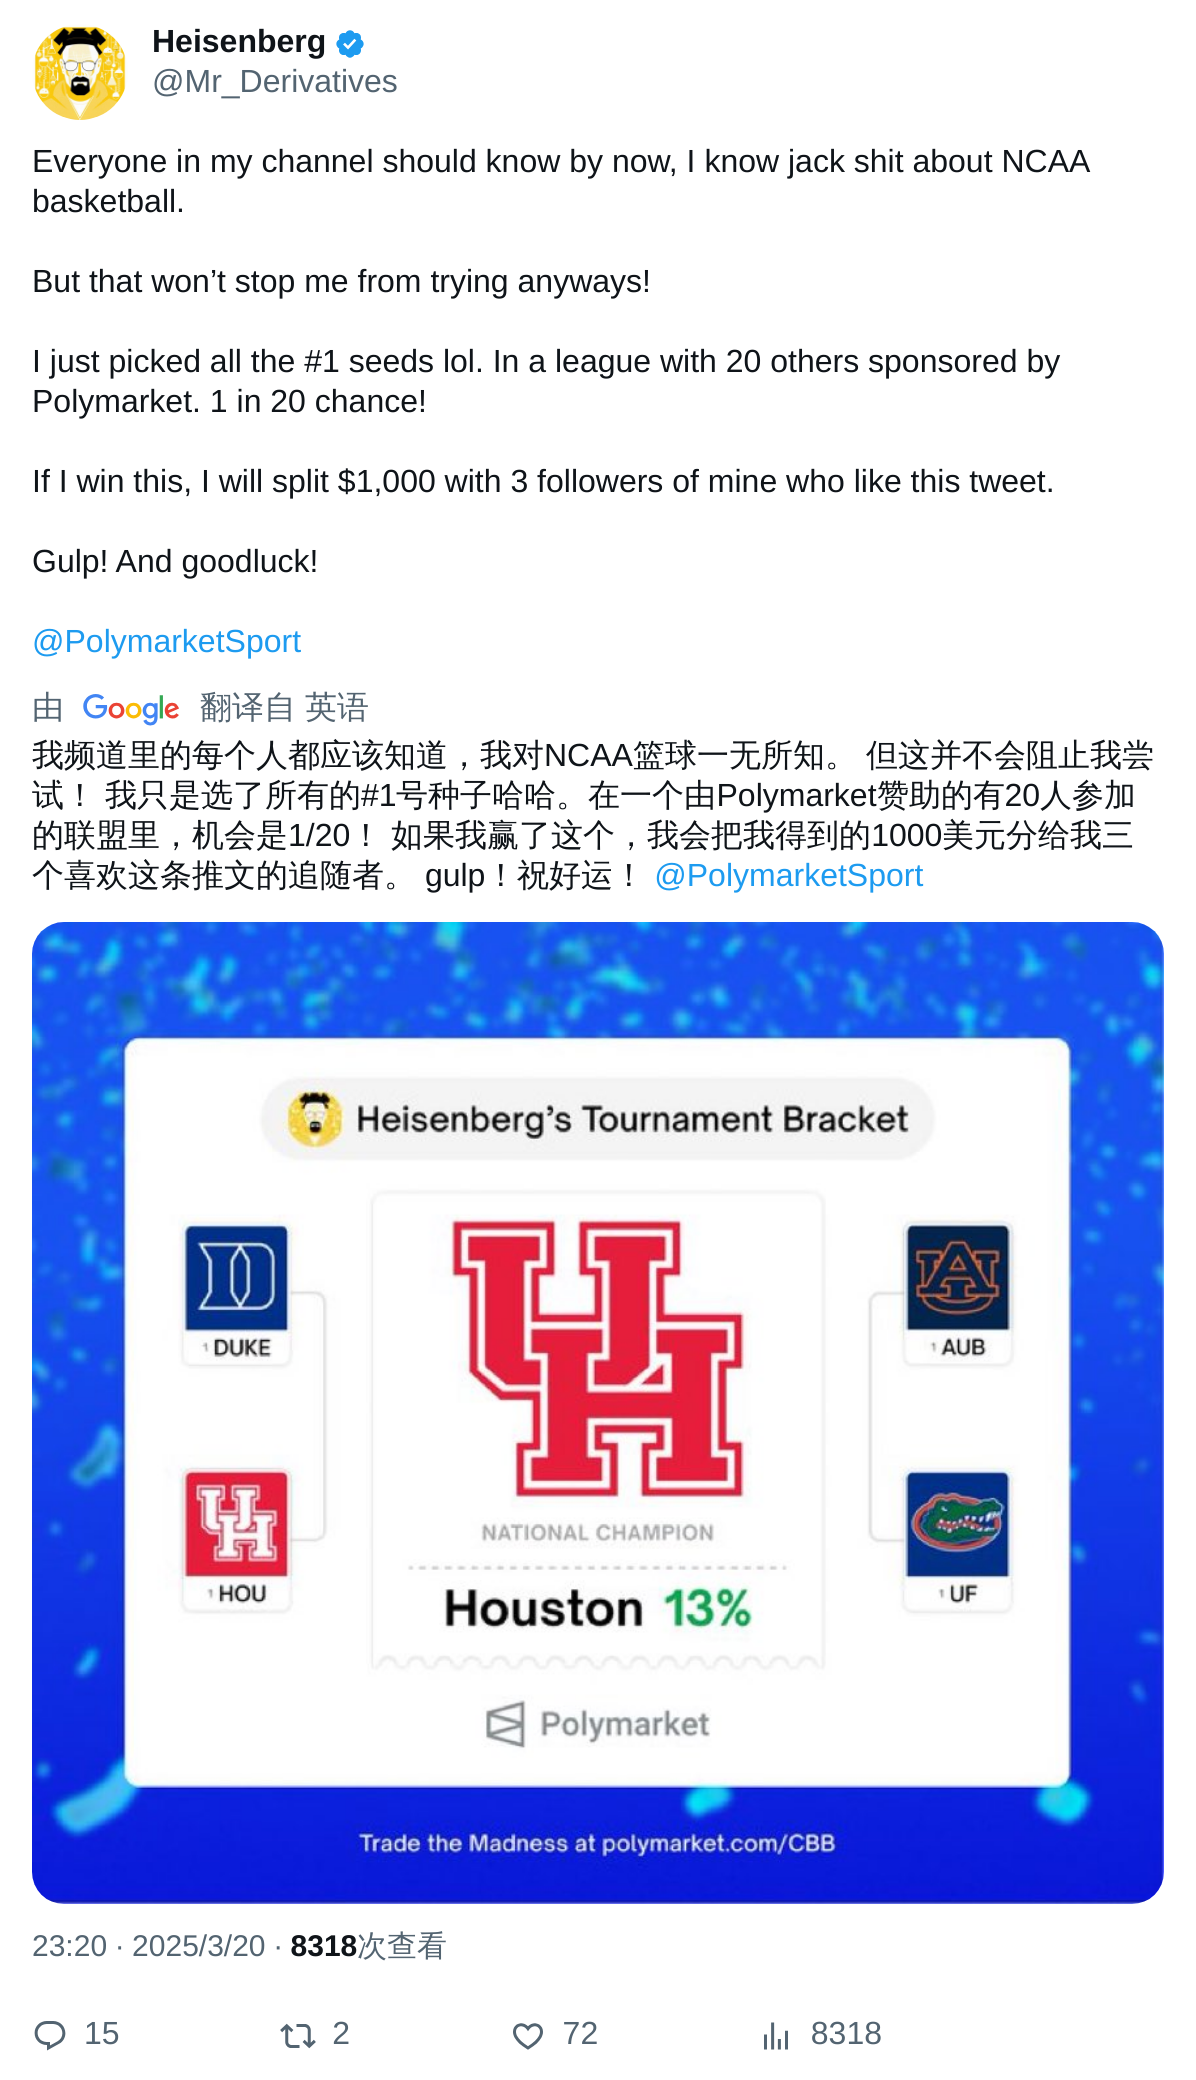 Heisenberg
@Mr_Derivatives
Everyone in my channel should know by now, I know jack shit about NCAA
basketball.
But that won’t stop me from trying anyways!
I just picked all the #1 seeds lol. In a league with 20 others sponsored by
Polymarket. 1 in 20 chance!
If I win this, I will split $1,000 with 3 followers of mine who like this tweet.
Gulp! And goodluck!
@PolymarketSport
由 Google 翻译自 英语
我频道里的每个人都应该知道，我对NCAA篮球一无所知。 但这并不会阻止我尝
试！ 我只是选了所有的#1号种子哈哈。在一个由Polymarket赞助的有20人参加
的联盟里，机会是1/20！ 如果我赢了这个，我会把我得到的1000美元分给我三
个喜欢这条推文的追随者。 gulp！祝好运！ @PolymarketSport
Heisenberg’s Tournament Bracket
1 DUKE
1 AUB
1 HOU
1 UF
NATIONAL CHAMPION
Houston 13%
Polymarket
Trade the Madness at polymarket.com/CBB
23:20 · 2025/3/20 · 8318次查看
15 2 72 8318